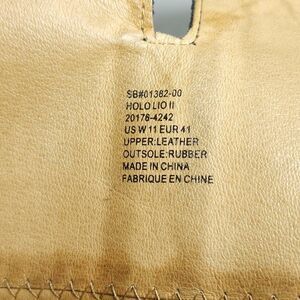 SB#01382-00
HOLO LIO II
20176-4242
US W 11 EUR 41
UPPER:LEATHER
OUTSOLE:RUBBER
MADE IN CHINA
FABRIQUE EN CHINE